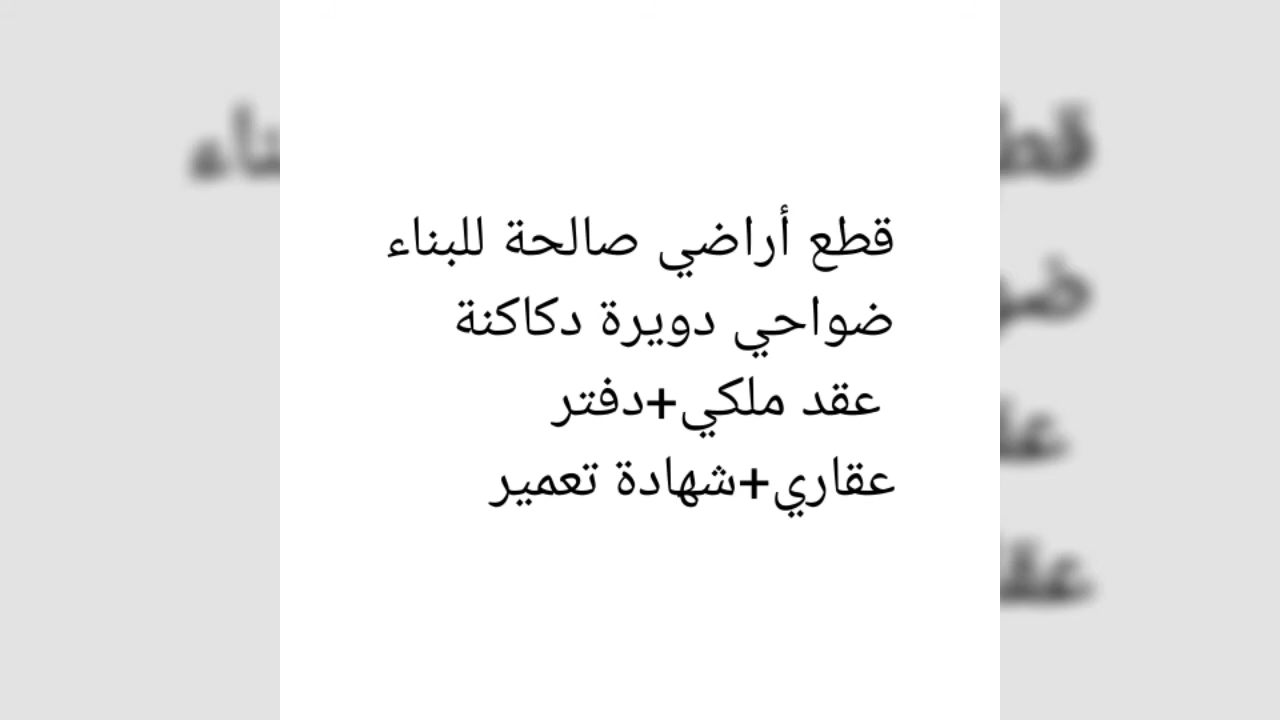 قطع أراضي صالحة للبناء
ضواحي دويرة دكاكنة
عقد ملكي+دفتر
عقاري+شهادة تعمير